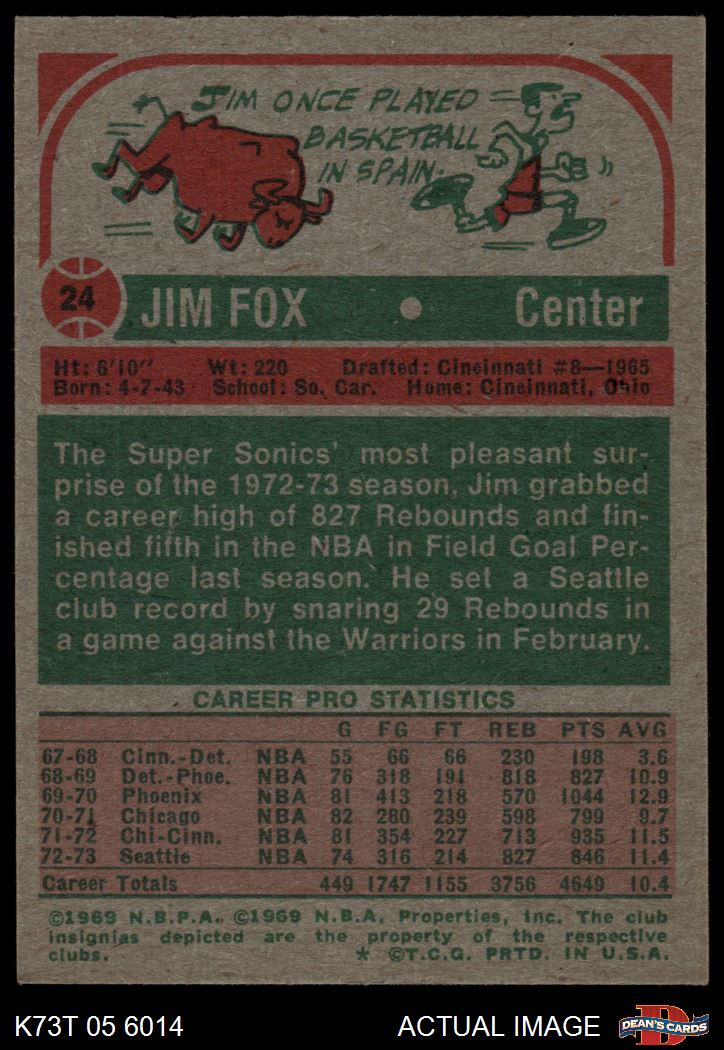 JIM ONCE PLAYED
BASKETBALL
IN SPAIN.
24
JIM FOX • Center
Ht: 6'10" Wt: 220 Drafted: Cincinnati #8—1965
Born: 4-7-43 School: So. Car. Home: Cincinnati, Ohio
The Super Sonics' most pleasant sur-
prise of the 1972-73 season, Jim grabbed
a career high of 827 Rebounds and fin-
ished fifth in the NBA in Field Goal Per-
centage last season. He set a Seattle
club record by snaring 29 Rebounds in
a game against the Warriors in February.
CAREER PRO STATISTICS
G FG FT REB PTS AVG
67-68 Cinn.-Det. NBA 55 66 66 230 198 3.6
68-69 Det.-Phoe. NBA 76 318 191 818 827 10.9
69-70 Phoenix NBA 81 413 218 570 1044 12.9
70-71 Chicago NBA 82 280 239 598 799 9.7
71-72 Chi-Cinn. NBA 81 354 227 713 935 11.5
72-73 Seattle NBA 74 316 214 827 846 11.4
Career Totals 449 1747 1155 3756 4649 10.4
©1969 N.B.P.A. ©1969 N.B.A. Properties, Inc. The club
insignias depicted are the property of the respective
clubs. * ©T.C.G. PRTD. IN U.S.A.
K73T 05 6014 ACTUAL IMAGE D DEAN'S CARDS